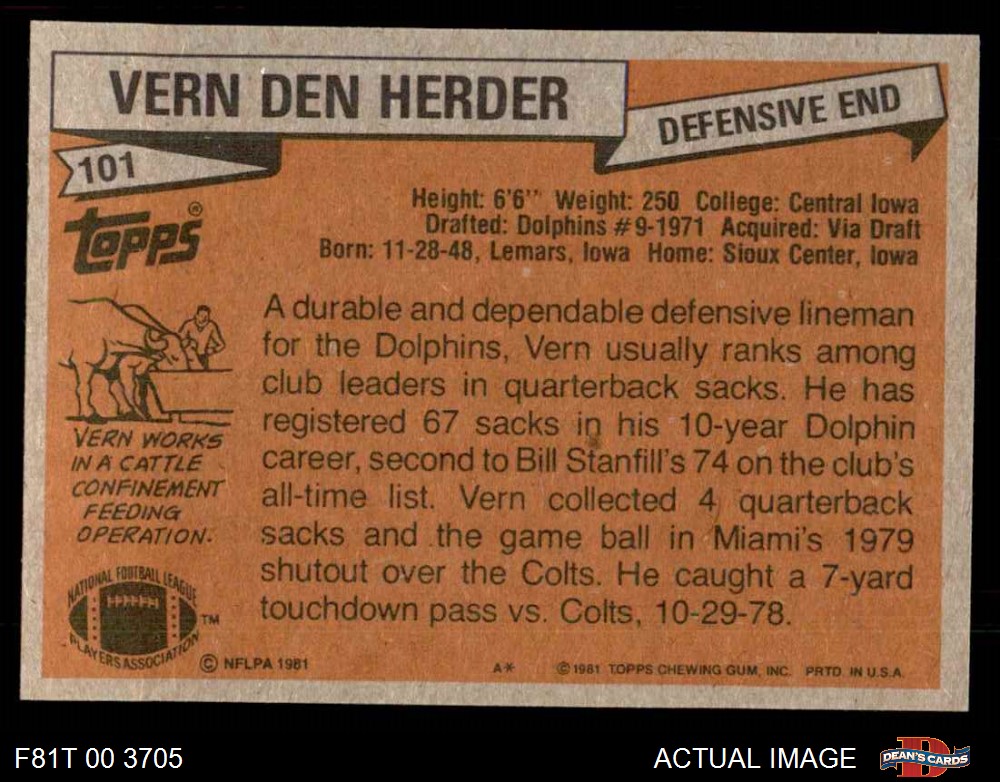 VERN DEN HERDER
DEFENSIVE END
101
Topps®
Height: 6'6" Weight: 250 College: Central Iowa
Drafted: Dolphins #9-1971 Acquired: Via Draft
Born: 11-28-48, Lemars, Iowa Home: Sioux Center, Iowa
A durable and dependable defensive lineman
for the Dolphins, Vern usually ranks among
club leaders in quarterback sacks. He has
registered 67 sacks in his 10-year Dolphin
career, second to Bill Stanfill's 74 on the club's
all-time list. Vern collected 4 quarterback
sacks and the game ball in Miami's 1979
shutout over the Colts. He caught a 7-yard
touchdown pass vs. Colts, 10-29-78.
VERN WORKS
IN A CATTLE
CONFINEMENT
FEEDING
OPERATION.
NATIONAL FOOTBALL LEAGUE
PLAYERS ASSOCIATION
TM
© NFLPA 1981
A*
© 1981 TOPPS CHEWING GUM, INC. PRTD. IN U.S.A.
F81T 00 3705
ACTUAL IMAGE
D
DEAN'S CARDS